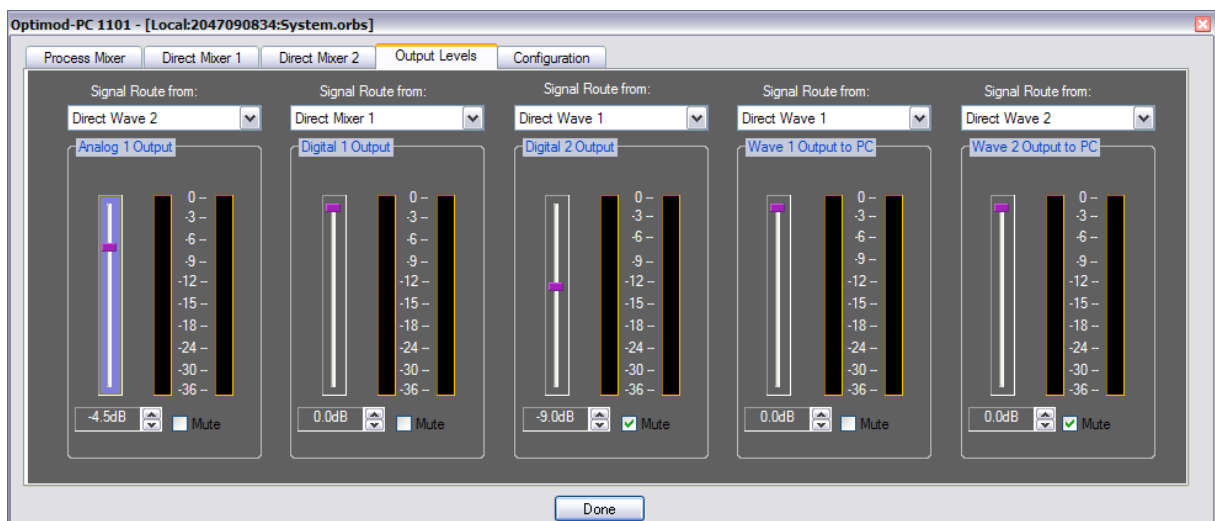 Optimod-PC 1101 - [Local:2047090834:System.orbs]
Process Mixer Direct Mixer 1 Direct Mixer 2 Output Levels Configuration
Signal Route from: Signal Route from: Signal Route from: Signal Route from: Signal Route from:
Direct Wave 2 Direct Mixer 1 Direct Wave 1 Direct Wave 1 Direct Wave 2
Analog 1 Output Digital 1 Output Digital 2 Output Wave 1 Output to PC Wave 2 Output to PC
0 -- 0 -- 0 -- 0 -- 0 --
-3 -- -3 -- -3 -- -3 -- -3 --
-6 -- -6 -- -6 -- -6 -- -6 --
-9 -- -9 -- -9 -- -9 -- -9 --
-12 -- -12 -- -12 -- -12 -- -12 --
-15 -- -15 -- -15 -- -15 -- -15 --
-18 -- -18 -- -18 -- -18 -- -18 --
-24 -- -24 -- -24 -- -24 -- -24 --
-30 -- -30 -- -30 -- -30 -- -30 --
-36 -- -36 -- -36 -- -36 -- -36 --
-4.5dB Mute 0.0dB Mute -9.0dB Mute 0.0dB Mute 0.0dB Mute
Done